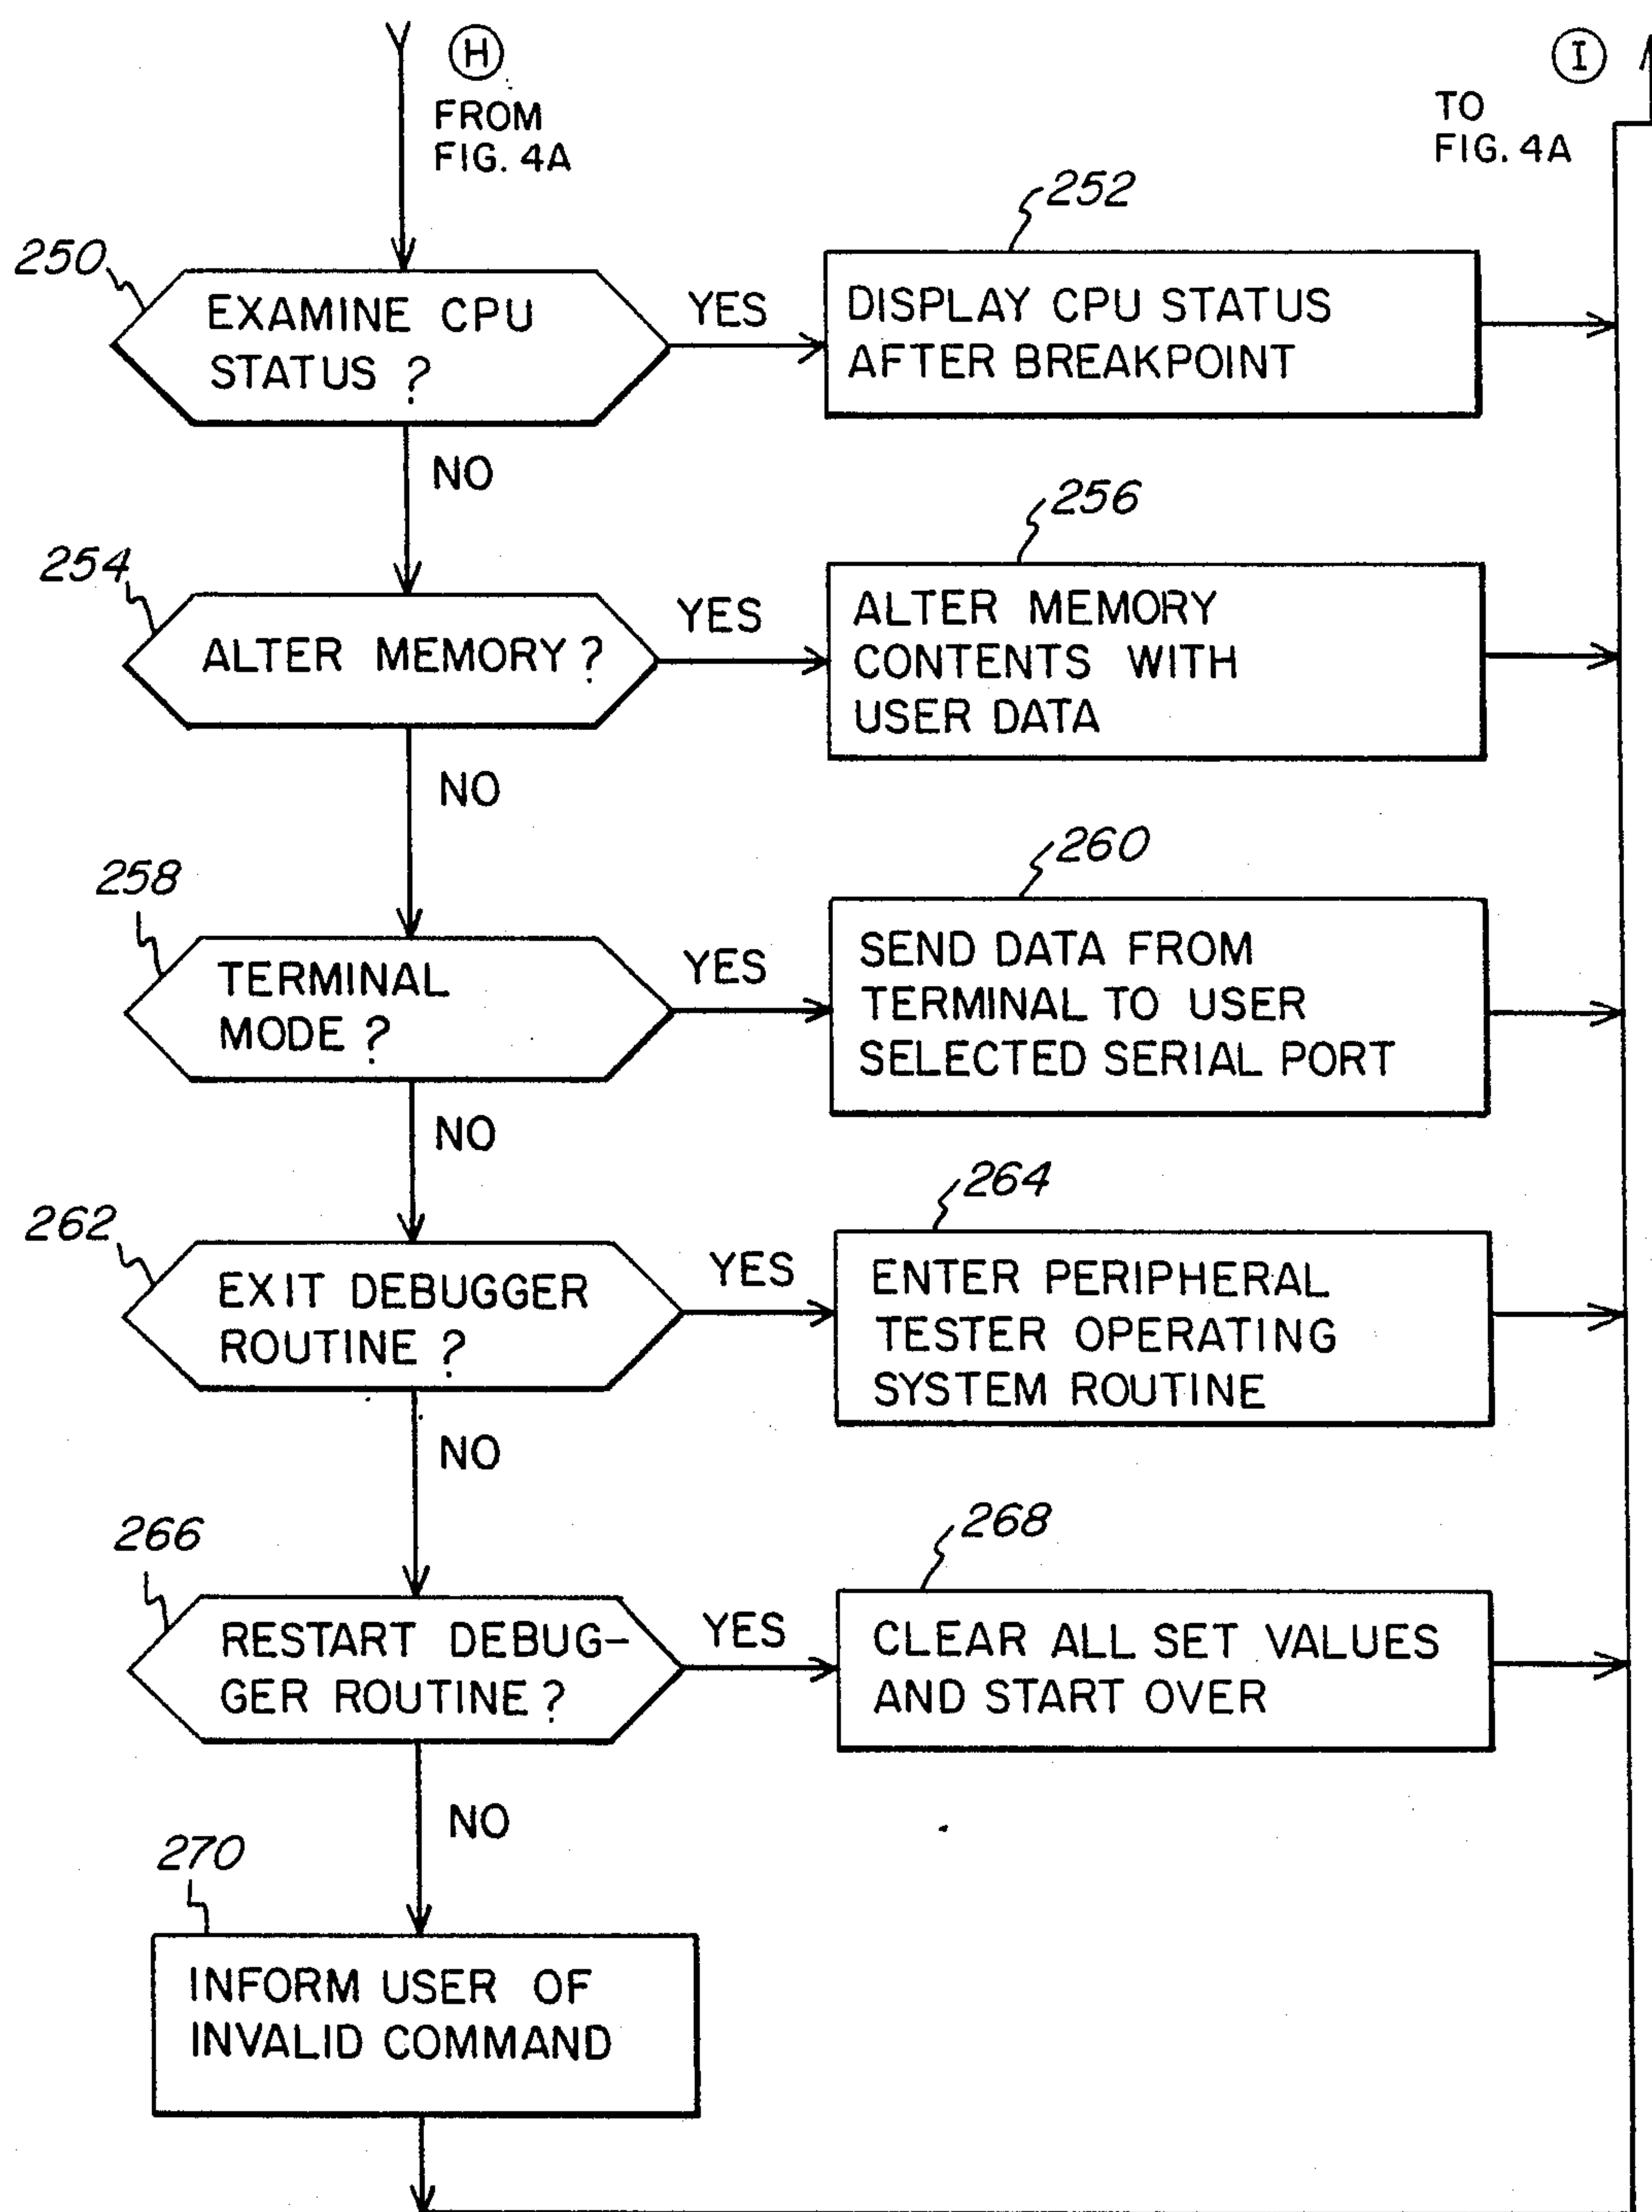 H
FROM
FIG. 4A
I
TO
FIG. 4A
250
EXAMINE CPU
STATUS ?
YES
252
DISPLAY CPU STATUS
AFTER BREAKPOINT
NO
254
ALTER MEMORY ?
YES
256
ALTER MEMORY
CONTENTS WITH
USER DATA
NO
258
TERMINAL
MODE ?
YES
260
SEND DATA FROM
TERMINAL TO USER
SELECTED SERIAL PORT
NO
262
EXIT DEBUGGER
ROUTINE ?
YES
264
ENTER PERIPHERAL
TESTER OPERATING
SYSTEM ROUTINE
NO
266
RESTART DEBUG-
GER ROUTINE ?
YES
268
CLEAR ALL SET VALUES
AND START OVER
NO
270
INFORM USER OF
INVALID COMMAND